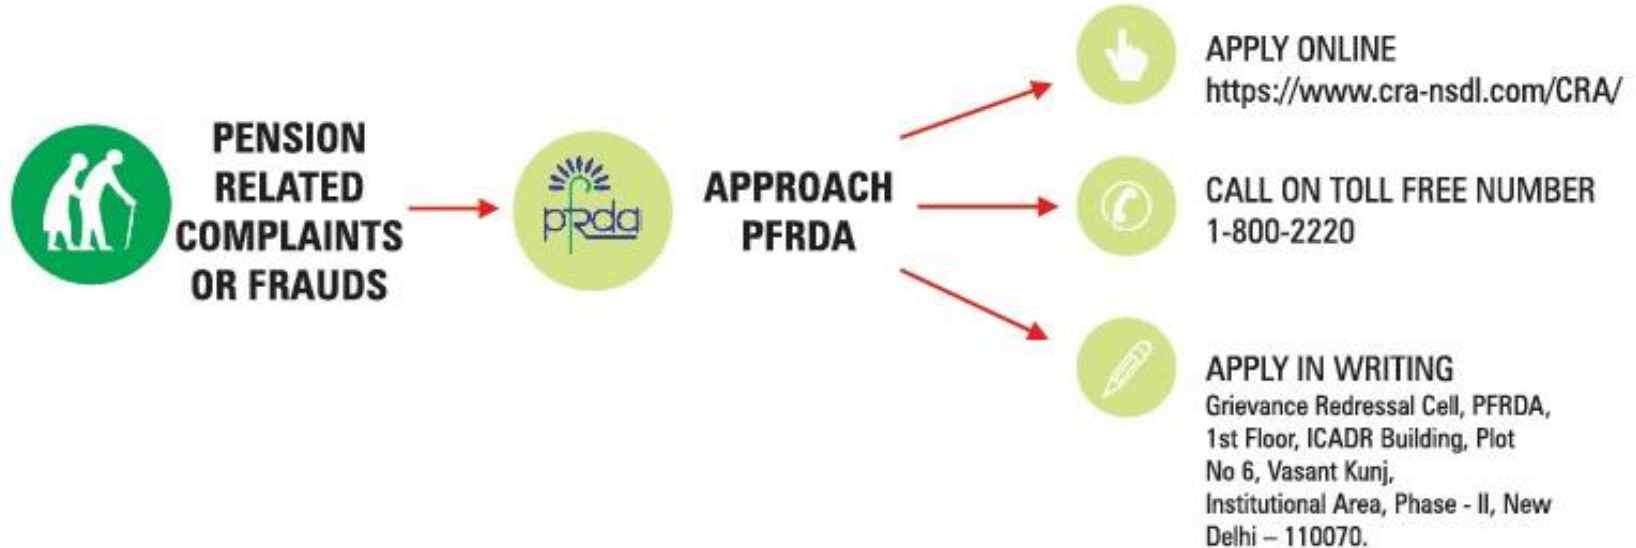 PENSION
RELATED
COMPLAINTS
OR FRAUDS
pfrda
APPROACH
PFRDA
APPLY ONLINE
https://www.cra-nsdl.com/CRA/
CALL ON TOLL FREE NUMBER
1-800-2220
APPLY IN WRITING
Grievance Redressal Cell, PFRDA,
1st Floor, ICADR Building, Plot
No 6, Vasant Kunj,
Institutional Area, Phase - II, New
Delhi – 110070.